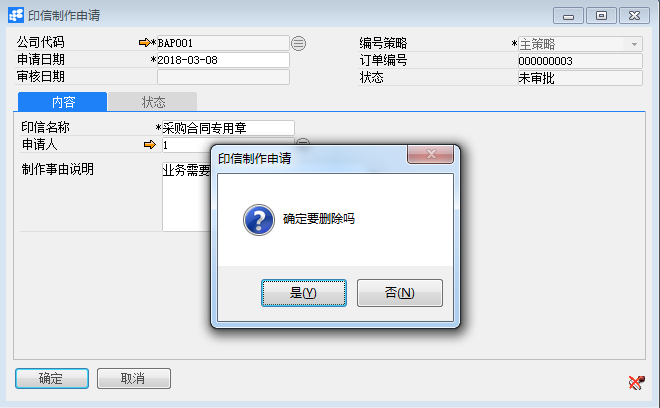 印信制作申请
公司代码 *BAP001 编号策略 *主策略
申请日期 *2018-03-08 订单编号 000000003
审核日期 状态 未审批
内容 状态
印信名称 *采购合同专用章
申请人 1
制作事由说明 业务需要
印信制作申请
确定要删除吗
是(Y) 否(N)
确定 取消